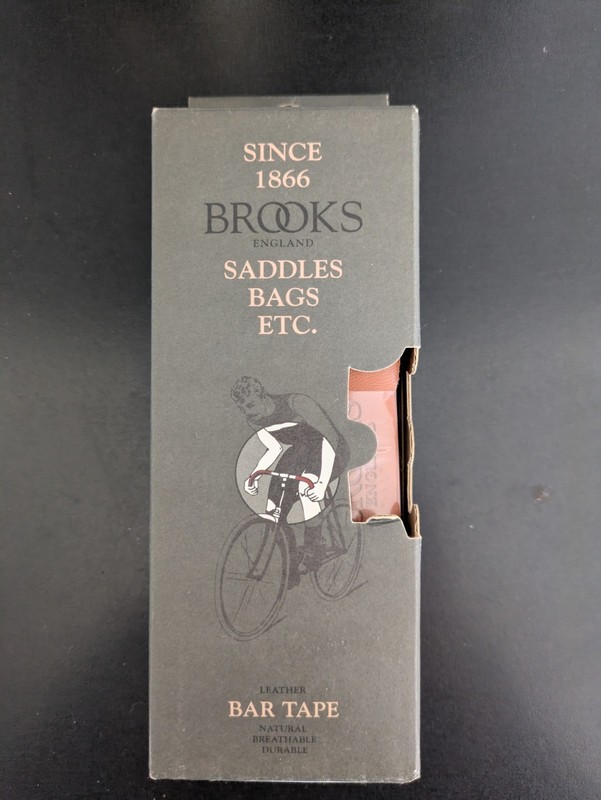 SINCE
1866
BROOKS
ENGLAND
SADDLES
BAGS
ETC.
LEATHER
BAR TAPE
NATURAL
BREATHABLE
DURABLE